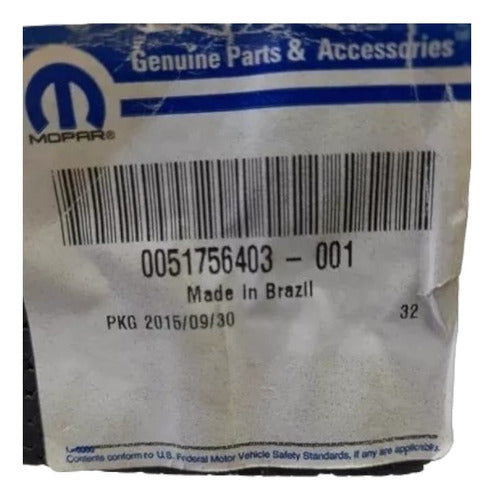 Genuine Parts & Accessories
MOPAR®
0051756403 - 001
Made in Brazil
PKG 2015/09/30 32
Contents conform to U.S. Federal Motor Vehicle Safety Standards, if any are applicable.